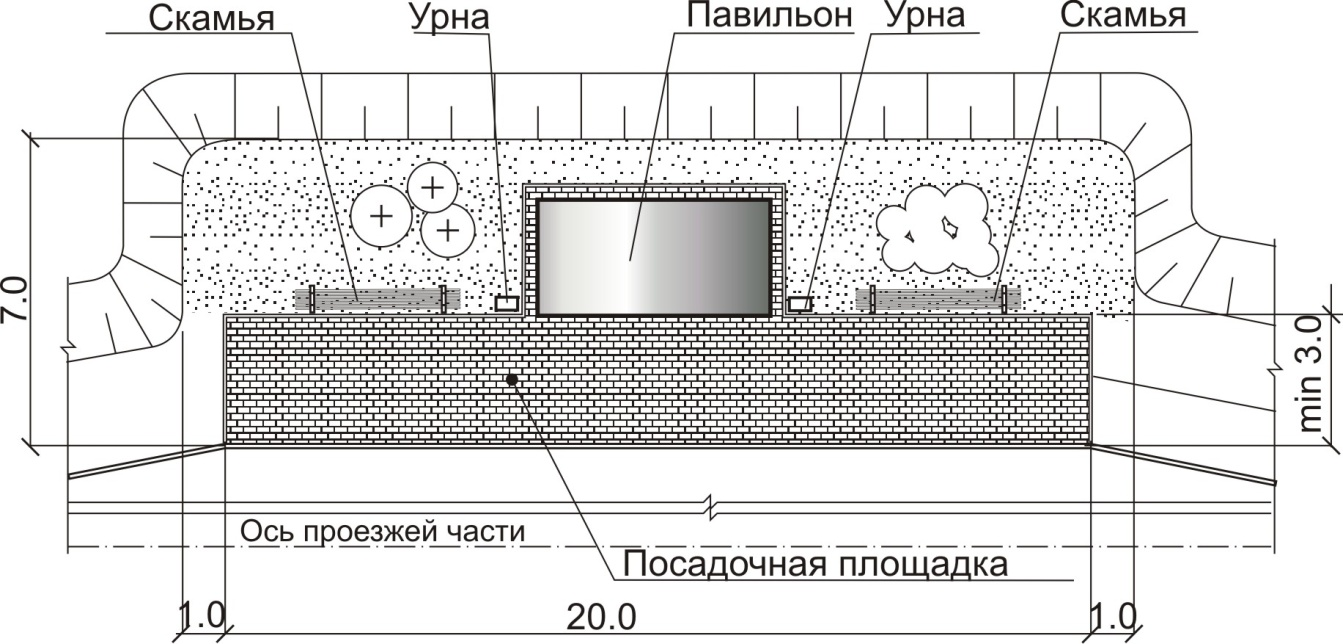 Скамья
Урна
Павильон
Урна
Скамья
7.0
min 3.0
Ось проезжей части
Посадочная площадка
1.0
20.0
1.0